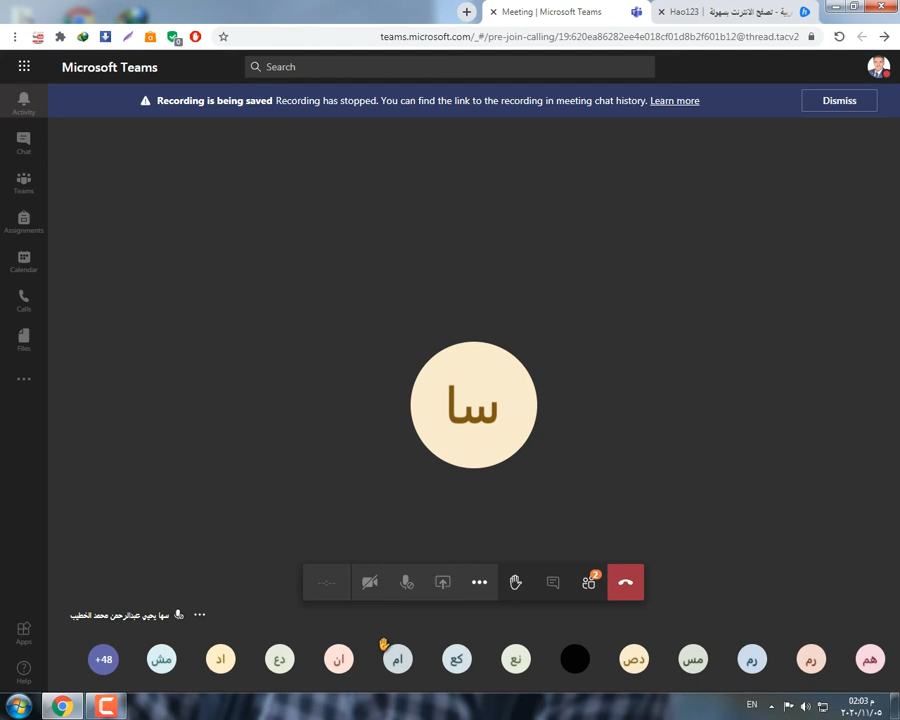 Meeting | Microsoft Teams
Hao123 | رية - تصفح الانترنت بسهولة
teams.microsoft.com/_#/pre-join-calling/19:620ea86282ee4e018cf01d8b2f601b12@thread.tacv2
Microsoft Teams
Search
Recording is being saved Recording has stopped. You can find the link to the recording in meeting chat history. Learn more
Dismiss
Activity
Chat
Teams
Assignments
Calendar
Calls
Files
سا
--:--
2
سها يحيي عبدالرحمن محمد الخطيب
Apps
Help
+48
مش
اد
دع
ان
ام
كع
نع
دص
مس
رم
رم
هم
EN
02:03 م
٢٠٢٠/١١/٠٥